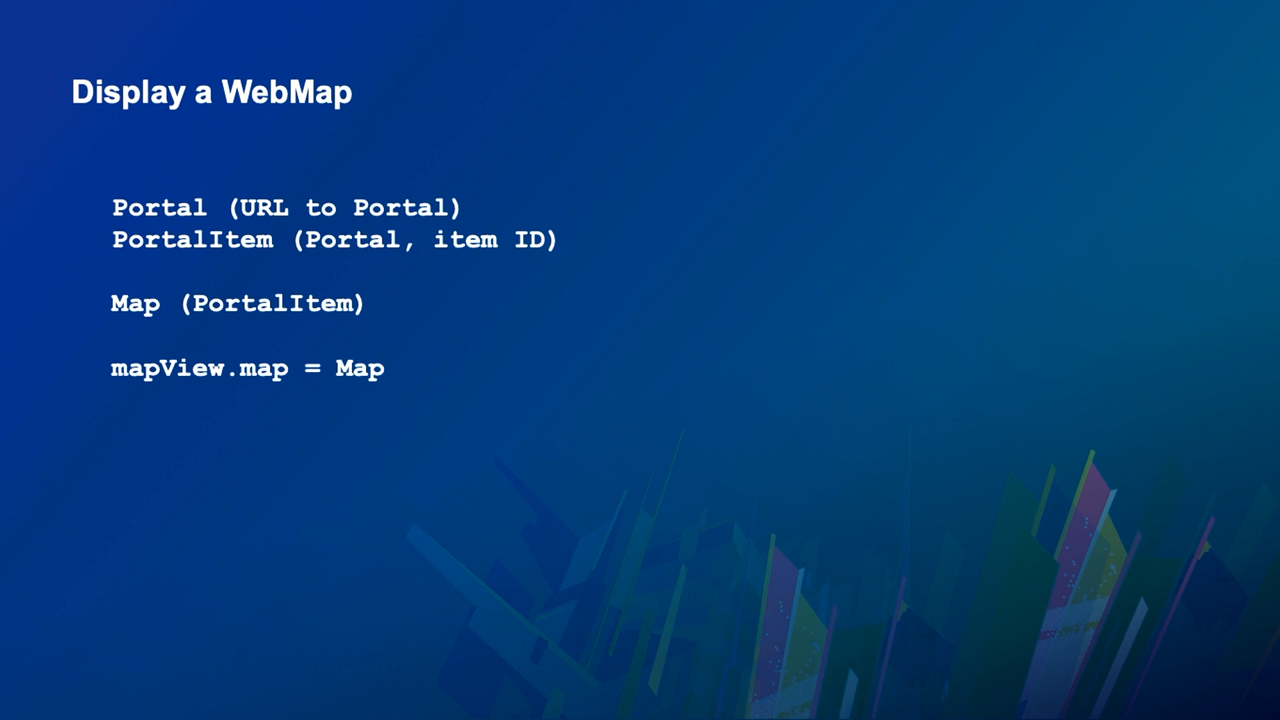 Display a WebMap
Portal (URL to Portal)
PortalItem (Portal, item ID)
Map (PortalItem)
mapView.map = Map